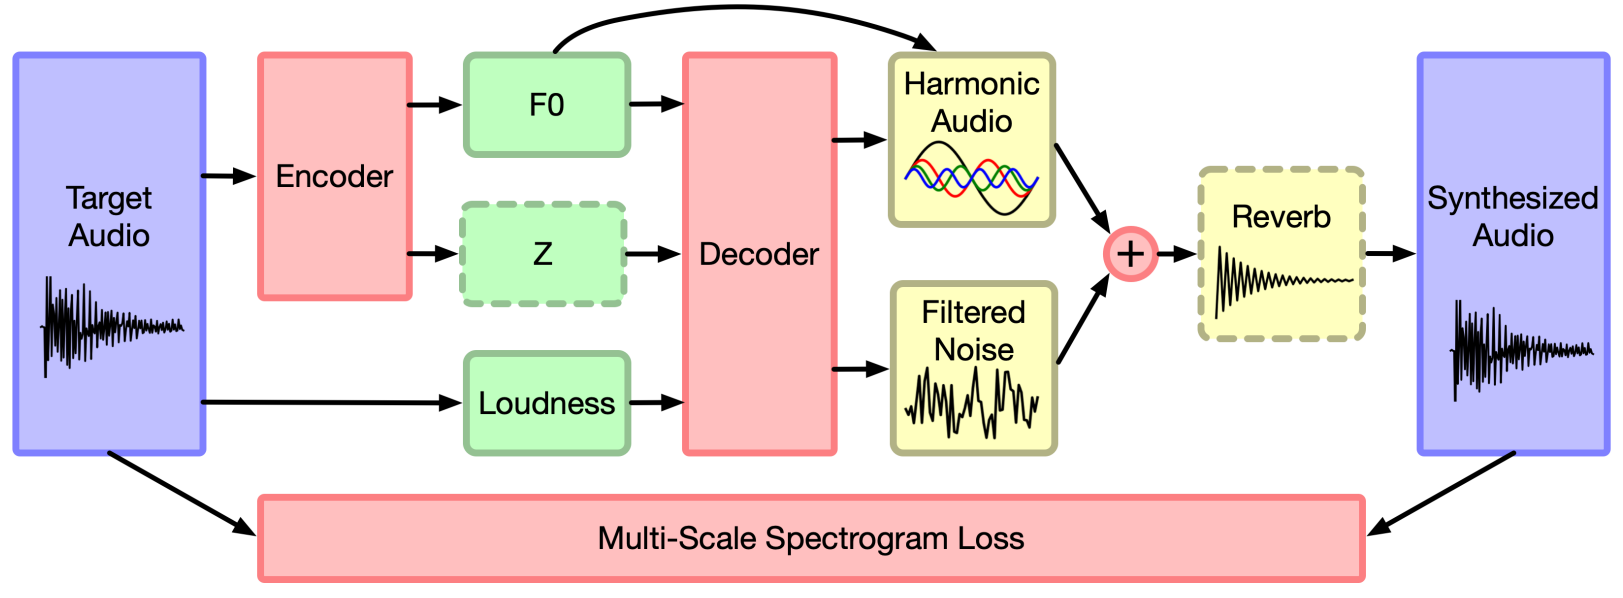 Target
Audio
Encoder
F0
Z
Loudness
Decoder
Harmonic
Audio
Filtered
Noise
+
Reverb
Synthesized
Audio
Multi-Scale Spectrogram Loss